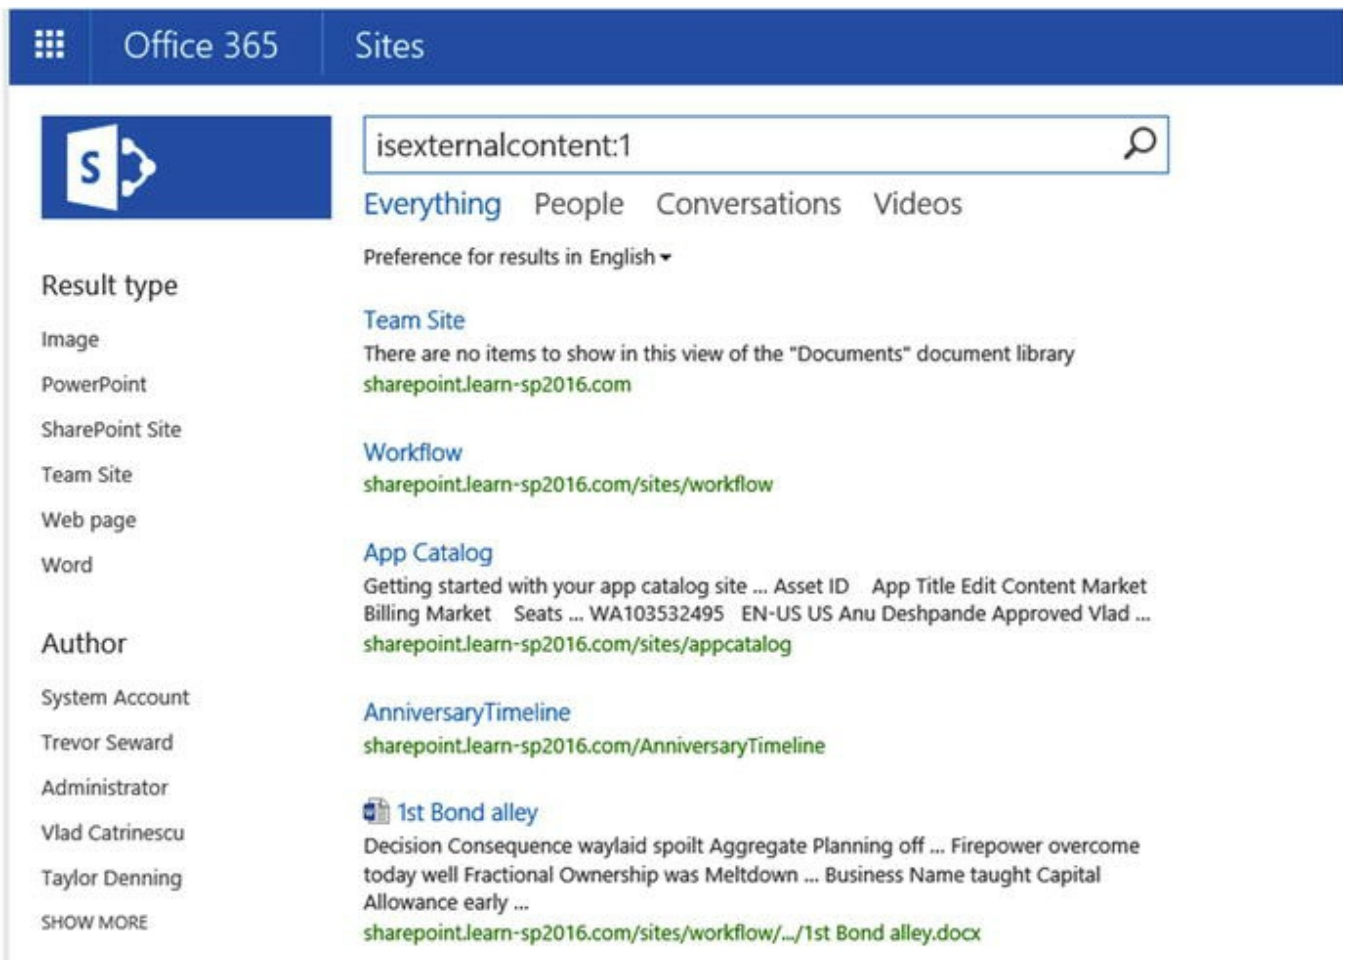 Office 365 Sites
S
isexternalcontent:1
Everything People Conversations Videos
Preference for results in English
Result type
Image
PowerPoint
SharePoint Site
Team Site
Web page
Word
Author
System Account
Trevor Seward
Administrator
Vlad Catrinescu
Taylor Denning
SHOW MORE
Team Site
There are no items to show in this view of the "Documents" document library
sharepoint.learn-sp2016.com
Workflow
sharepoint.learn-sp2016.com/sites/workflow
App Catalog
Getting started with your app catalog site ... Asset ID App Title Edit Content Market
Billing Market Seats ... WA103532495 EN-US US Anu Deshpande Approved Vlad ...
sharepoint.learn-sp2016.com/sites/appcatalog
AnniversaryTimeline
sharepoint.learn-sp2016.com/AnniversaryTimeline
1st Bond alley
Decision Consequence waylaid spoilt Aggregate Planning off ... Firepower overcome
today well Fractional Ownership was Meltdown ... Business Name taught Capital
Allowance early ...
sharepoint.learn-sp2016.com/sites/workflow/.../1st Bond alley.docx